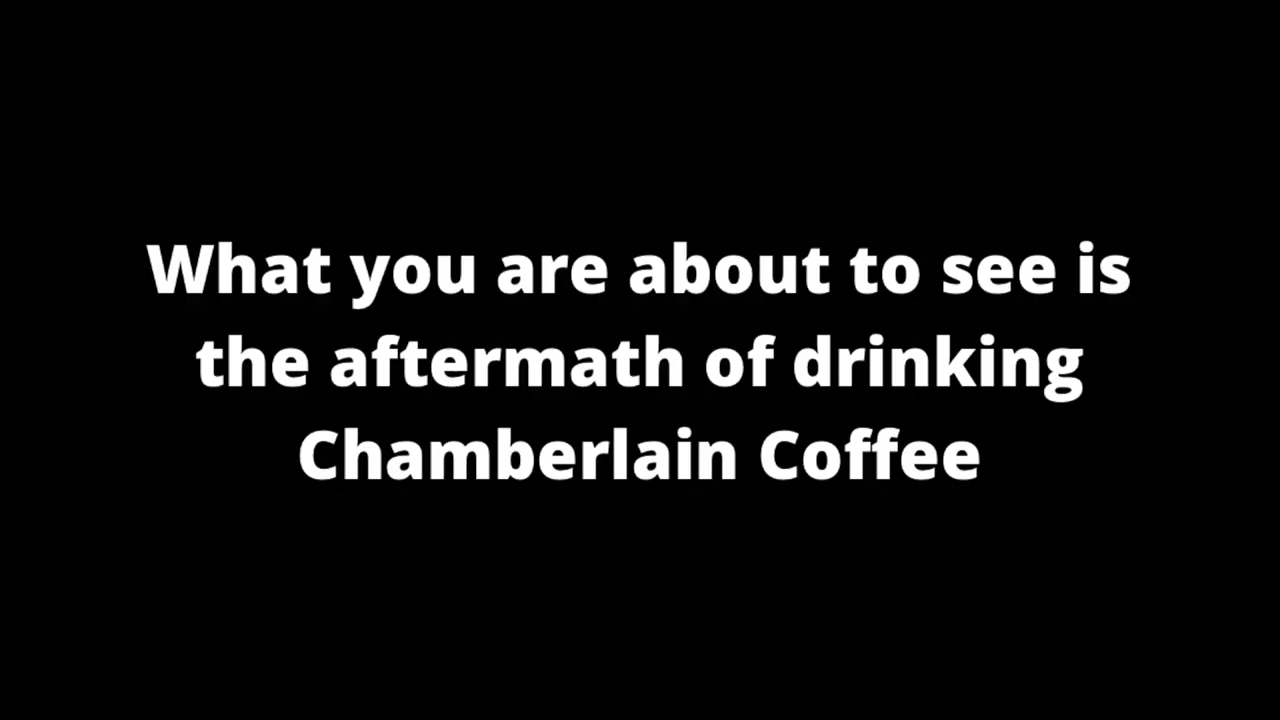 What you are about to see is
the aftermath of drinking
Chamberlain Coffee